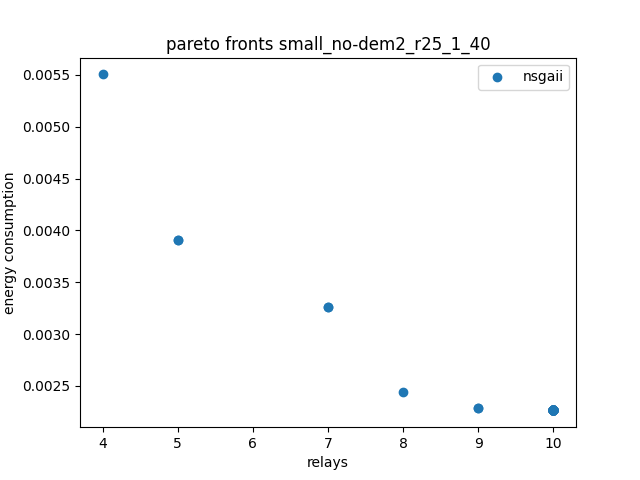 pareto fronts small_no-dem2_r25_1_40
nsgaii
0.0055
0.0050
0.0045
0.0040
0.0035
0.0030
0.0025
energy consumption
4 5 6 7 8 9 10
relays